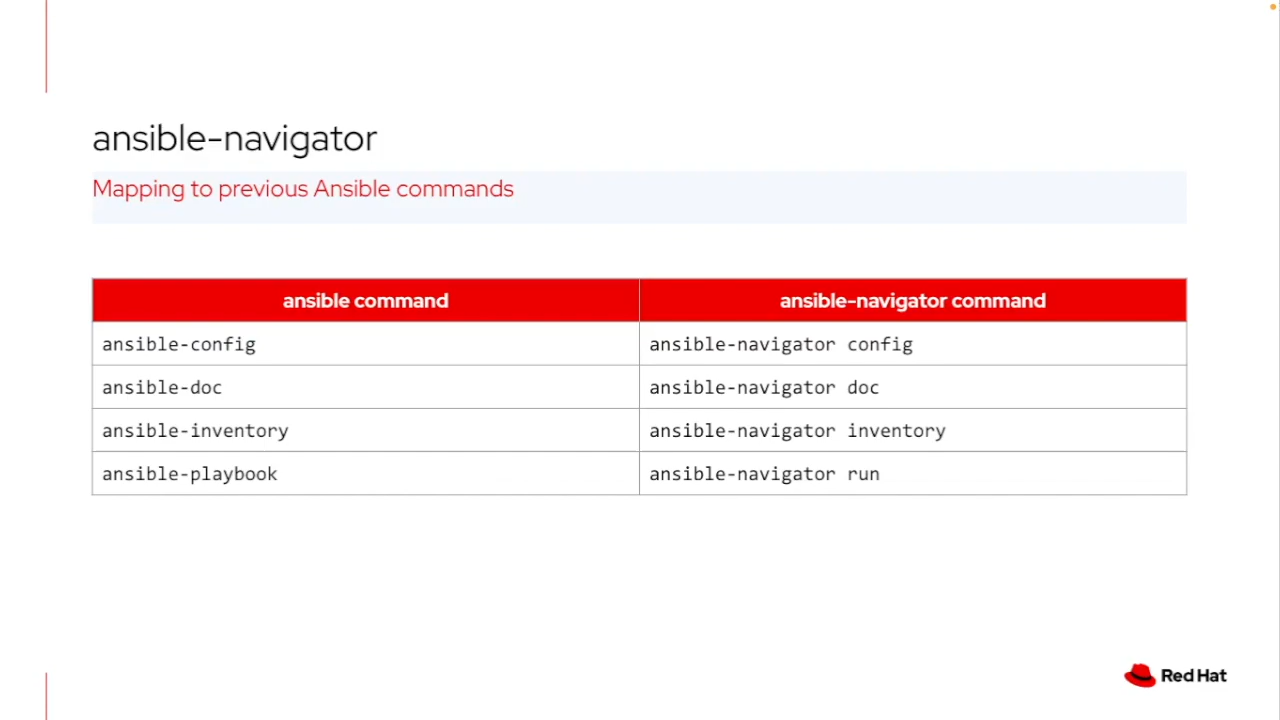 ansible-navigator
Mapping to previous Ansible commands
ansible command ansible-navigator command
ansible-config ansible-navigator config
ansible-doc ansible-navigator doc
ansible-inventory ansible-navigator inventory
ansible-playbook ansible-navigator run
Red Hat